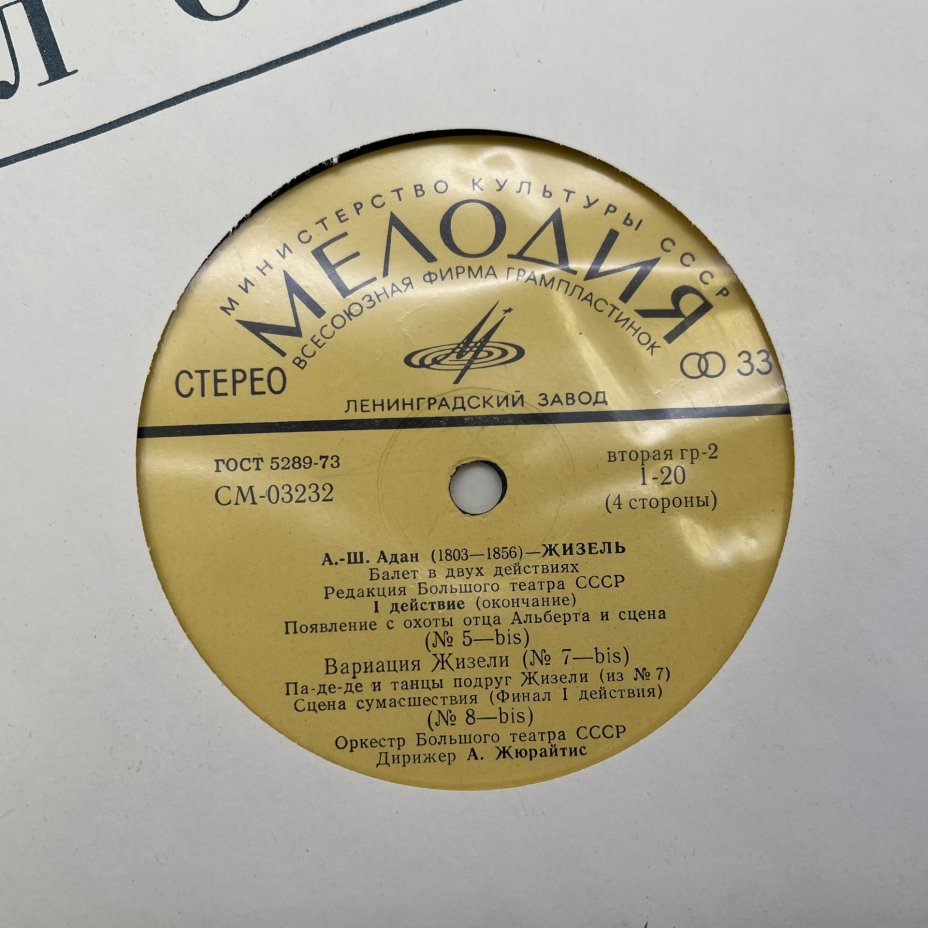 МИНИСТЕРСТВО КУЛЬТУРЫ СССР
МЕЛОДИЯ
ВСЕСОЮЗНАЯ ФИРМА ГРАМПЛАСТИНОК
СТЕРЕО
33
ЛЕНИНГРАДСКИЙ ЗАВОД
ГОСТ 5289-73
СМ-03232
вторая гр-2
1-20
(4 стороны)
А.-Ш. Адан (1803—1856)—ЖИЗЕЛЬ
Балет в двух действиях
Редакция Большого театра СССР
I действие (окончание)
Появление с охоты отца Альберта и сцена
(№ 5—bis)
Вариация Жизели (№ 7—bis)
Па-де-де и танцы подруг Жизели (из № 7)
Сцена сумасшествия (Финал I действия)
(№ 8—bis)
Оркестр Большого театра СССР
Дирижер А. Жюрайтис